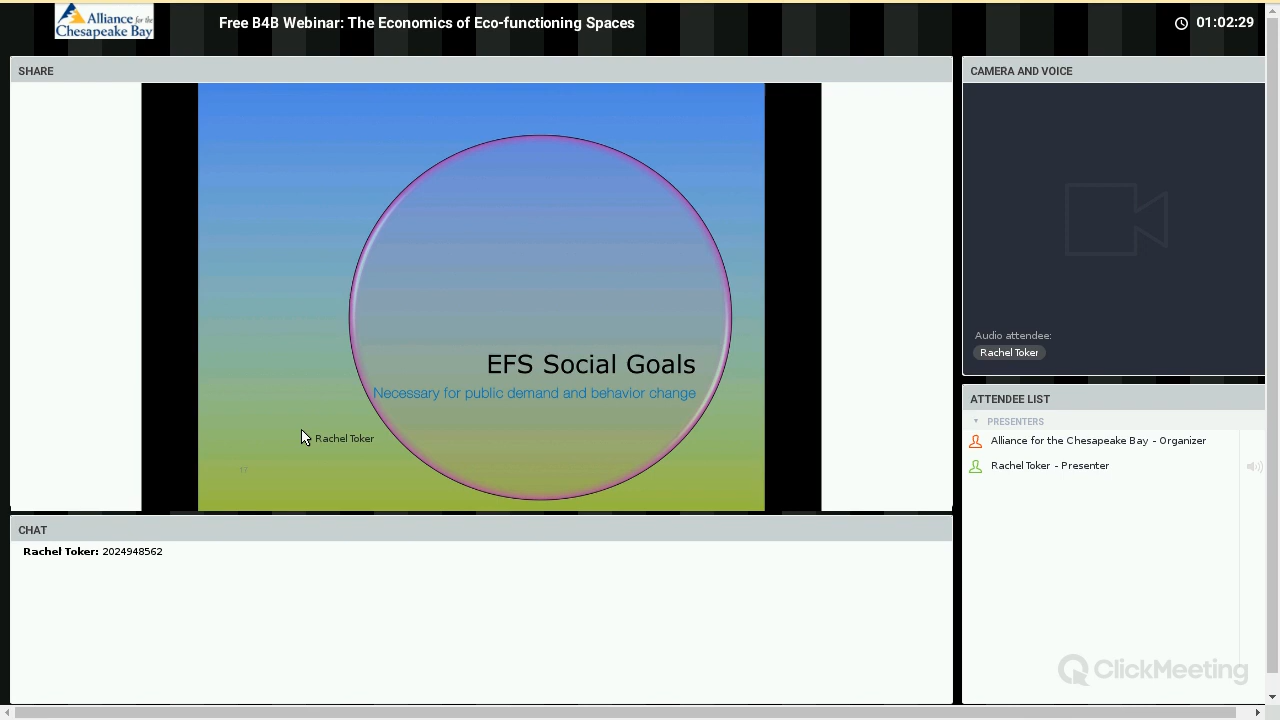 Alliance for the
Chesapeake Bay
Free B4B Webinar: The Economics of Eco-functioning Spaces
01:02:29
SHARE
EFS Social Goals
Necessary for public demand and behavior change
Rachel Toker
CAMERA AND VOICE
Audio attendee:
Rachel Toker
ATTENDEE LIST
PRESENTERS
Alliance for the Chesapeake Bay - Organizer
Rachel Toker - Presenter
CHAT
Rachel Toker: 2024948562
ClickMeeting